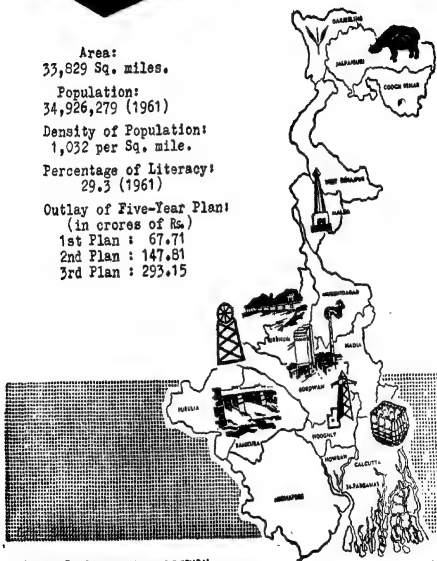 Area:
33,829 Sq. miles.
Population:
34,926,279 (1961)
Density of Population:
1,032 per Sq. mile.
Percentage of Literacy:
29.3 (1961)
Outlay of Five-Year Plan:
(in crores of Rs.)
1st Plan : 67.71
2nd Plan : 147.81
3rd Plan : 293.15
DARJEELING
JALPAIGURI
COOCH BEHAR
WEST DINAJPUR
MALDA
MURSHIDABAD
BIRBHUM
NADIA
BURDWAN
PURULIA
BANKURA
HOOGHLY
HOWRAH
CALCUTTA
24-PARGANAS
MIDNAPORE